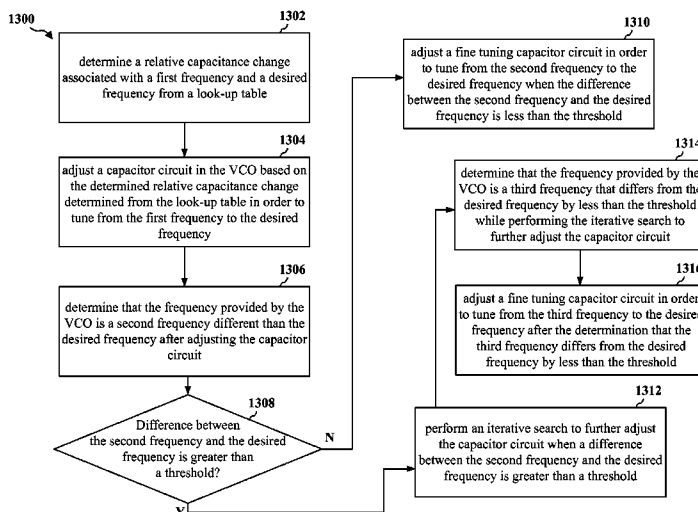 1300
1302
determine a relative capacitance change
associated with a first frequency and a
desired frequency from a look-up table
1304
adjust a capacitor circuit in the VCO based on
the determined relative capacitance change
determined from the look-up table in order to
tune from the first frequency to the desired
frequency
1306
determine that the frequency provided by the
VCO is a second frequency different than the
desired frequency after adjusting the capacitor
circuit
1308
Difference between
the second frequency and the desired
frequency is greater than
a threshold?
N
Y
1310
adjust a fine tuning capacitor circuit in order
to tune from the second frequency to the
desired frequency when the difference
between the second frequency and the desired
frequency is less than the threshold
1314
determine that the frequency provided by the
VCO is a third frequency that differs from the
desired frequency by less than the threshold
while performing the iterative search to
further adjust the capacitor circuit
1316
adjust a fine tuning capacitor circuit in order
to tune from the third frequency to the desired
frequency after the determination that the
third frequency differs from the desired
frequency by less than the threshold
1312
perform an iterative search to further adjust
the capacitor circuit when a difference
between the second frequency and the desired
frequency is greater than a threshold